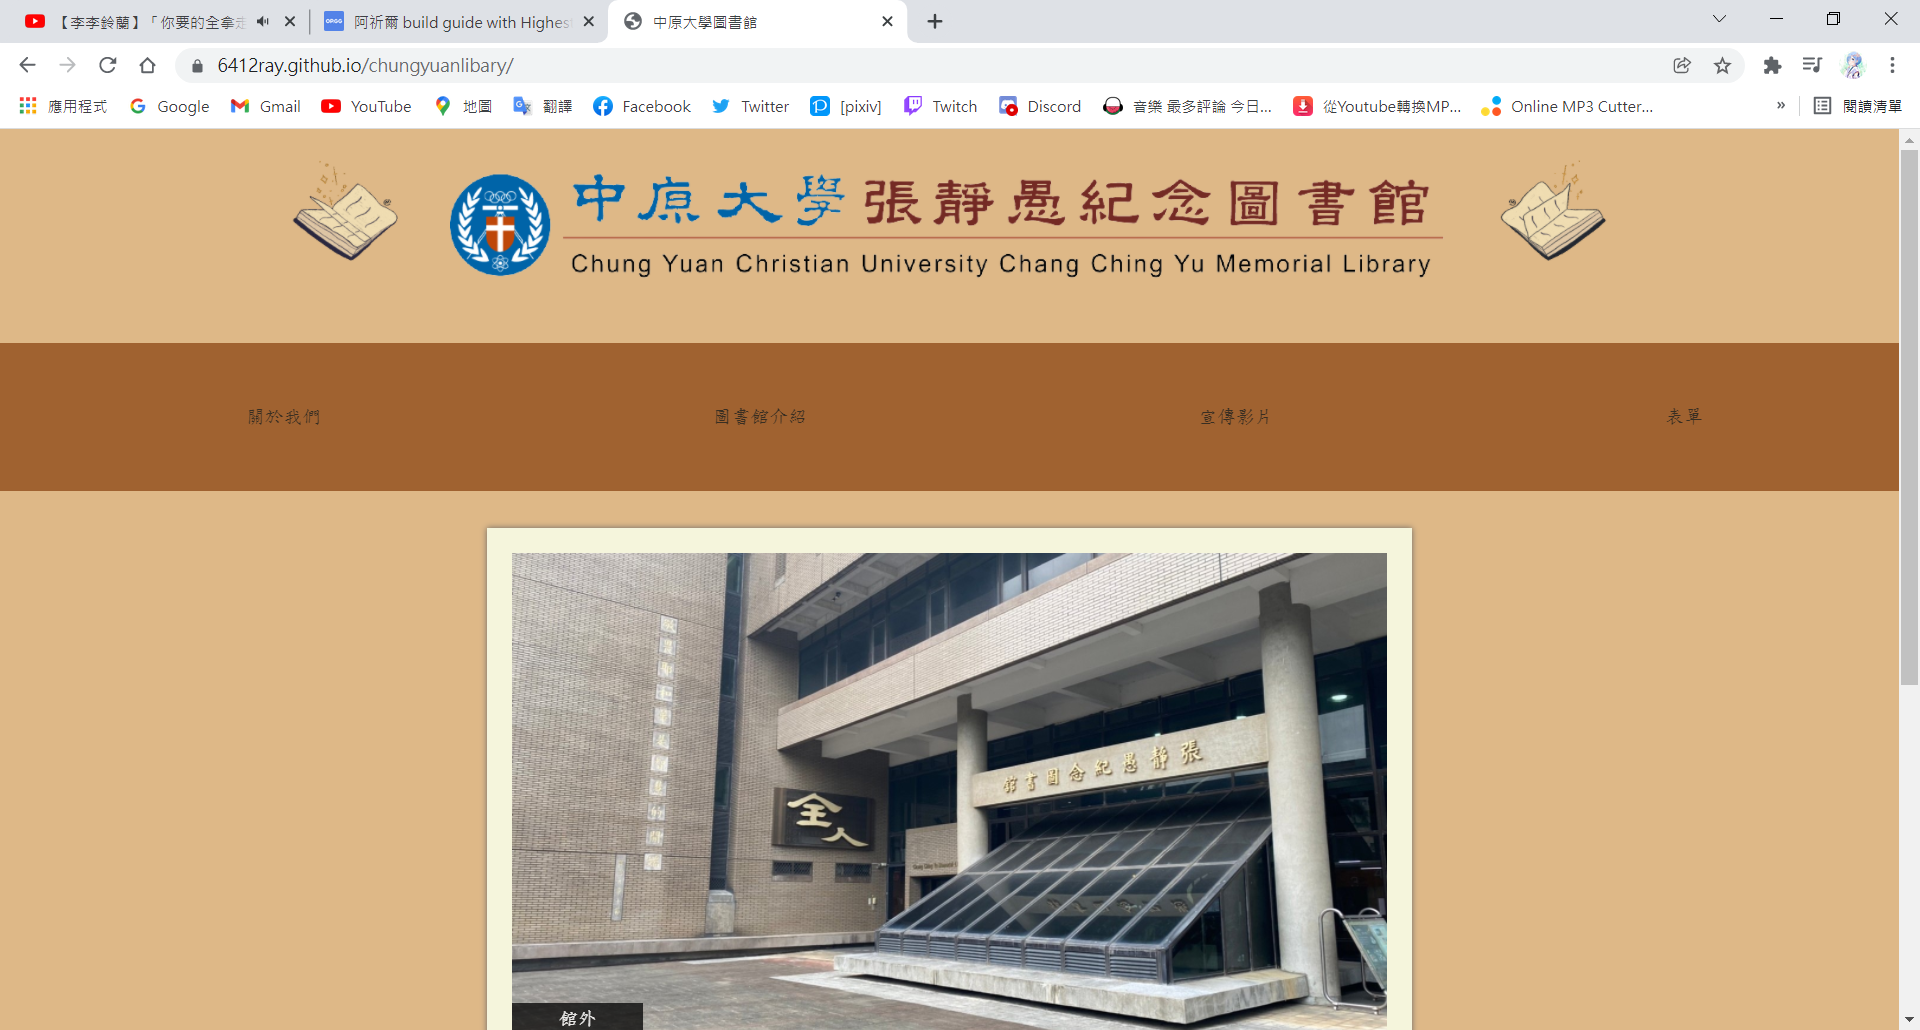 【李李鈴蘭】「你要的全拿走
阿祈爾 build guide with Highes
中原大學圖書館
6412ray.github.io/chungyuanlibary/
應用程式 Google Gmail YouTube 地圖 翻譯 Facebook Twitter [pixiv] Twitch Discord 音樂 最多評論 今日... 從Youtube轉換MP... Online MP3 Cutter... » 閱讀清單
中原大學 張靜愚紀念圖書館
Chung Yuan Christian University Chang Ching Yu Memorial Library
關於我們 圖書館介紹 宣傳影片 表單
張靜愚紀念圖書館
全人
館外